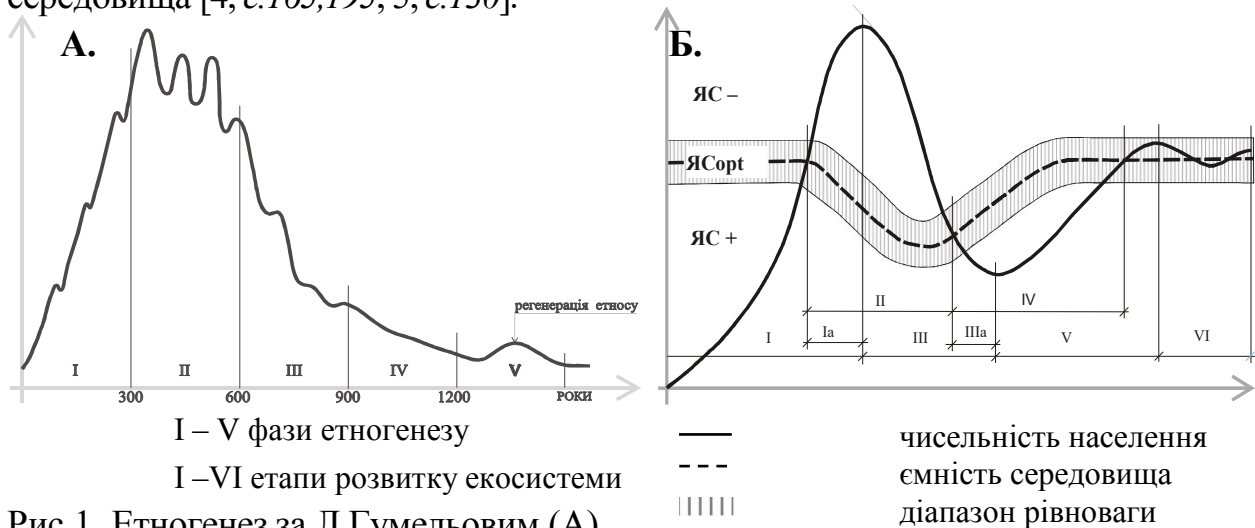 середовища [4, с.165,195; 5, с.130].
А.
регенерація етносу
I II III IV V
300 600 900 1200 РОКИ
Б.
ЯС –
ЯСopt
ЯС +
II IV
I Ia III IIIa V VI
I – V фази етногенезу
I –VI етапи розвитку екосистеми
чисельність населення
ємність середовища
діапазон рівноваги
Рис.1. Етногенез за Л.Гумельовим (А)